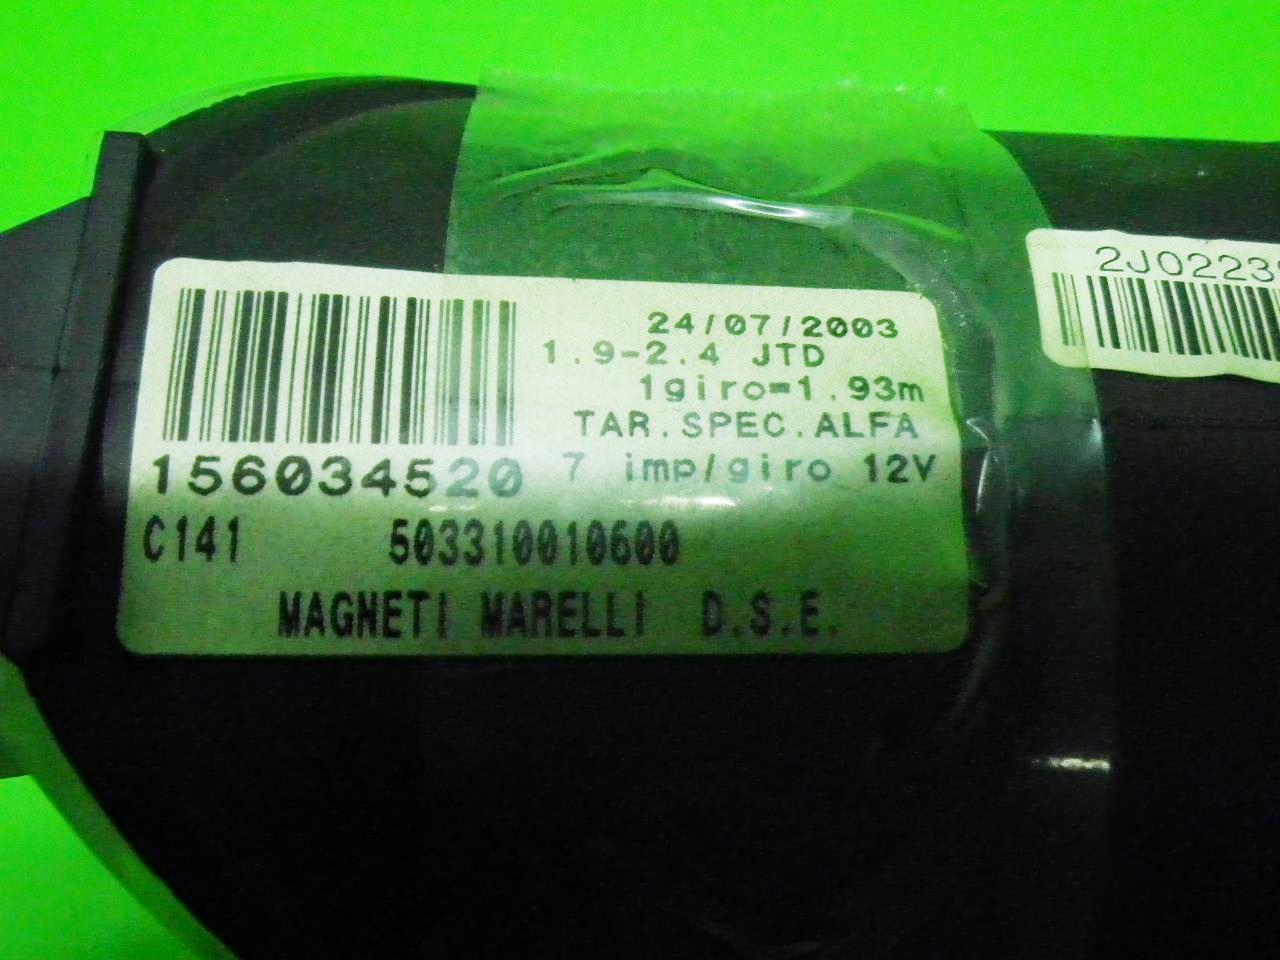 24/07/2003
1.9-2.4 JTD
1giro=1.93m
TAR.SPEC.ALFA
156034520 7 imp/giro 12V
C141 503310010600
MAGNETI MARELLI D.S.E.